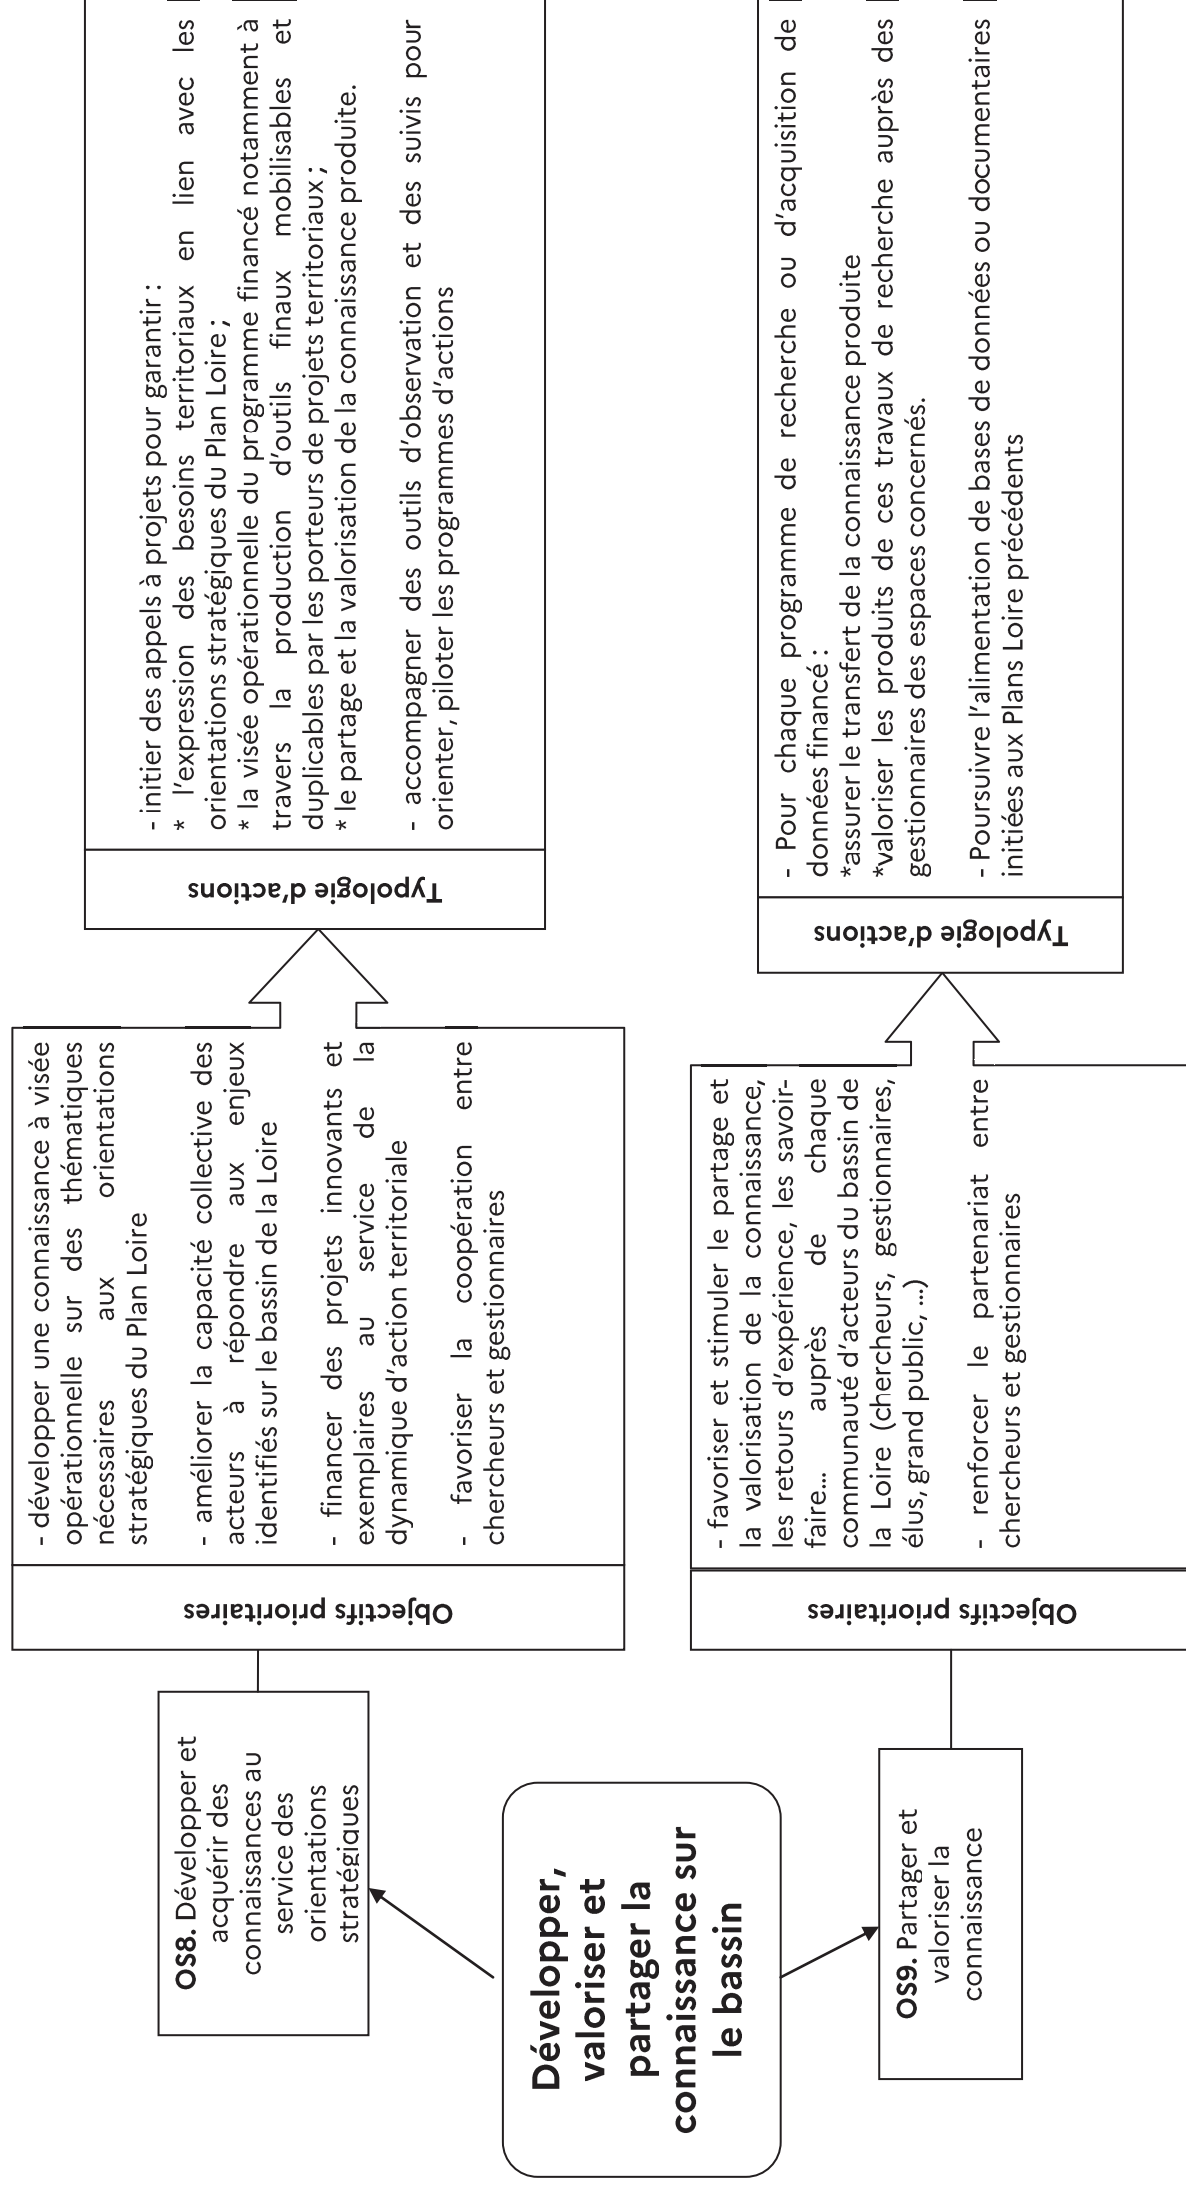 Développer,
valoriser et
partager la
connaissance sur
le bassin
OS8. Développer et
acquérir des
connaissances au
service des
orientations
stratégiques
Objectifs prioritaires
- développer une connaissance à visée
opérationnelle sur des thématiques
nécessaires aux orientations
stratégiques du Plan Loire
- améliorer la capacité collective des
acteurs à répondre aux enjeux
identifiés sur le bassin de la Loire
- financer des projets innovants et
exemplaires au service de la
dynamique d'action territoriale
- favoriser la coopération entre
chercheurs et gestionnaires
Typologie d'actions
- initier des appels à projets pour garantir :
* l'expression des besoins territoriaux en lien avec les
orientations stratégiques du Plan Loire ;
* la visée opérationnelle du programme financé notamment à
travers la production d'outils finaux mobilisables et
duplicables par les porteurs de projets territoriaux ;
* le partage et la valorisation de la connaissance produite.
- accompagner des outils d'observation et des suivis pour
orienter, piloter les programmes d'actions
OS9. Partager et
valoriser la
connaissance
Objectifs prioritaires
- favoriser et stimuler le partage et
la valorisation de la connaissance,
les retours d'expérience, les savoir-
faire... auprès de chaque
communauté d'acteurs du bassin de
la Loire (chercheurs, gestionnaires,
élus, grand public, ...)
- renforcer le partenariat entre
chercheurs et gestionnaires
Typologie d'actions
- Pour chaque programme de recherche ou d'acquisition de
données financé :
*assurer le transfert de la connaissance produite
*valoriser les produits de ces travaux de recherche auprès des
gestionnaires des espaces concernés.
- Poursuivre l'alimentation de bases de données ou documentaires
initiées aux Plans Loire précédents